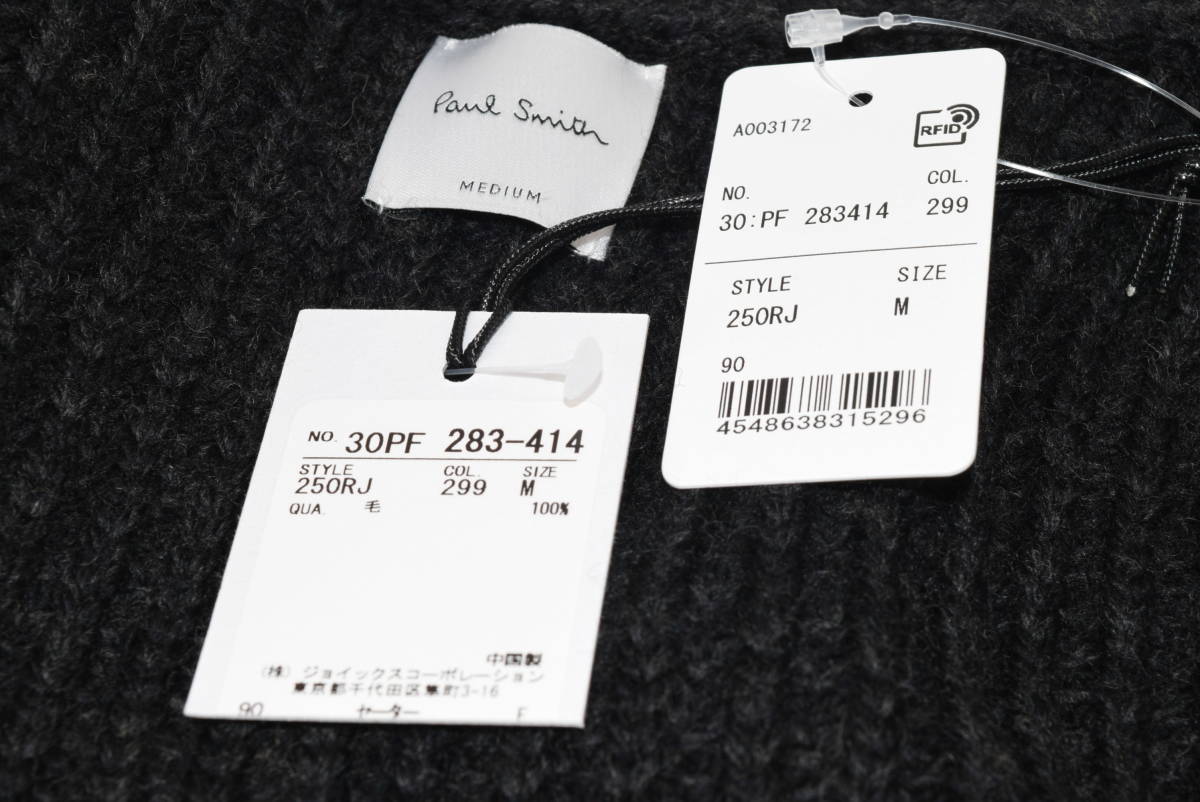 Paul Smith
MEDIUM
A003172
RFID
NO. COL.
30:PF 283414 299
STYLE SIZE
250RJ M
90
4548638315296
NO. 30PF 283-414
STYLE COL. SIZE
250RJ 299 M
QUA. 毛 100%
中国製
(株) ジョイックスコーポレーション
東京都千代田区隼町3-16
90 セーター F